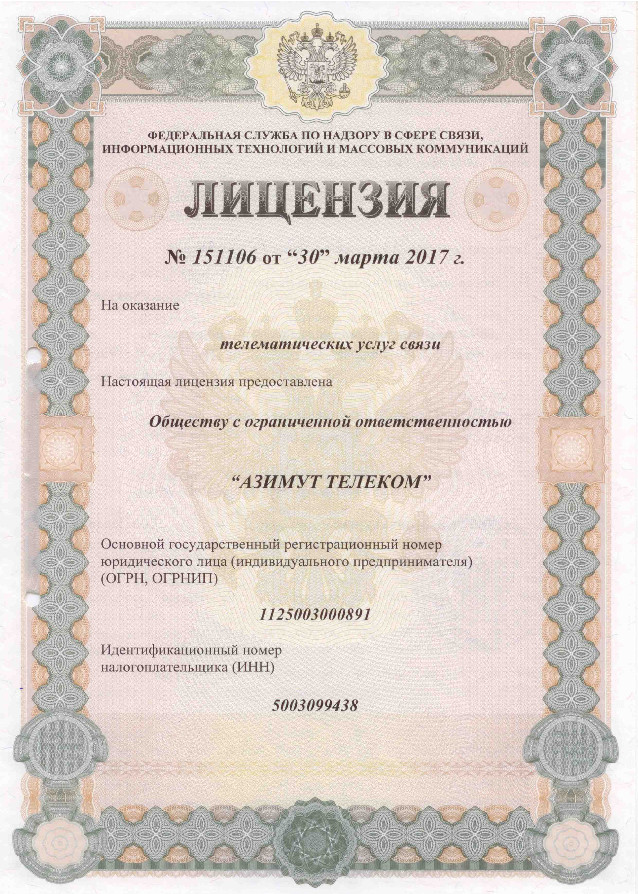 ФЕДЕРАЛЬНАЯ СЛУЖБА ПО НАДЗОРУ В СФЕРЕ СВЯЗИ,
ИНФОРМАЦИОННЫХ ТЕХНОЛОГИЙ И МАССОВЫХ КОММУНИКАЦИЙ
ЛИЦЕНЗИЯ
№ 151106 от “30” марта 2017 г.
На оказание
телематических услуг связи
Настоящая лицензия предоставлена
Обществу с ограниченной ответственностью
“АЗИМУТ ТЕЛЕКОМ”
Основной государственный регистрационный номер
юридического лица (индивидуального предпринимателя)
(ОГРН, ОГРНИП)
1125003000891
Идентификационный номер
налогоплательщика (ИНН)
5003099438